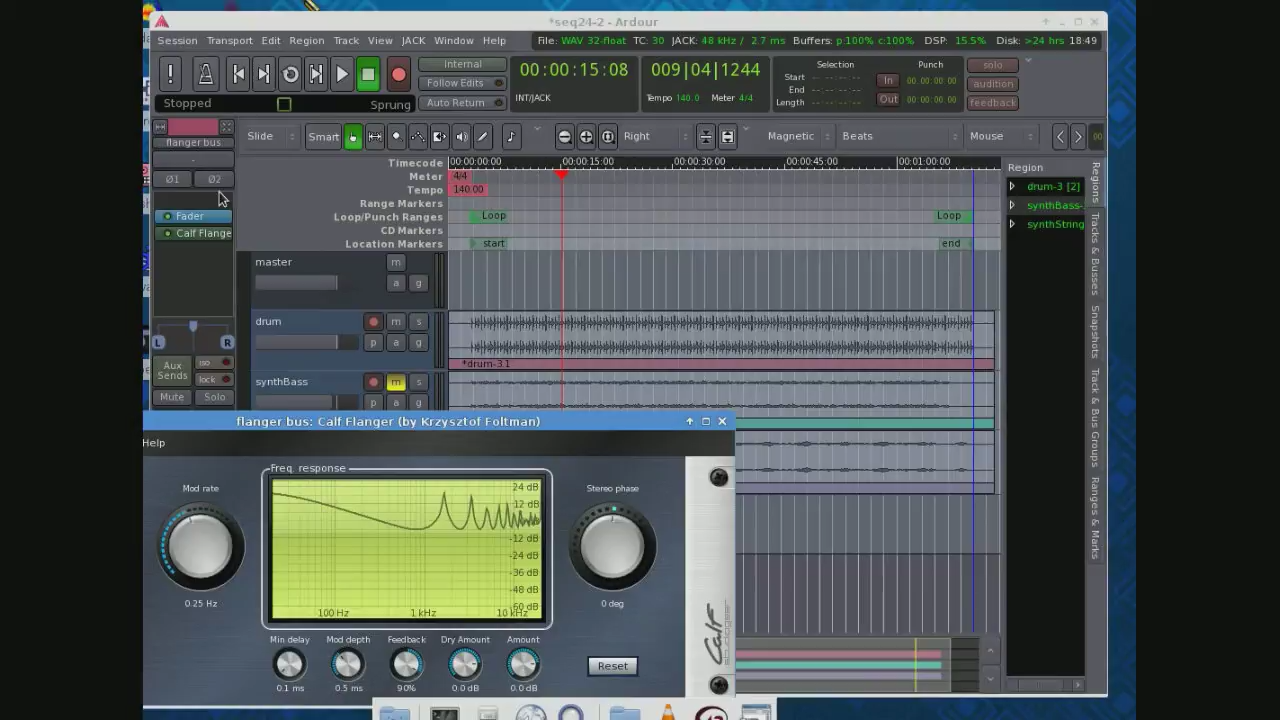 *seq24-2 - Ardour
Session Transport Edit Region Track View JACK Window Help
File: WAV 32-float TC: 30 JACK: 48 kHz / 2.7 ms Buffers: p:100% c:100% DSP: 15.5% Disk: >24 hrs 18:49
Internal
Follow Edits
Auto Return
00:00:15:08
INT/JACK
009|04|1244
Tempo 140.0 Meter 4/4
Selection
Start --:--:--:--
End --:--:--:--
Length --:--:--:--
Punch
In 00:00:00:00
Out 00:00:00:00
solo
audition
feedback
Stopped
Sprung
Slide
Smart
Right
Magnetic
Beats
Mouse
00
flanger bus
-
Ø1 Ø2
Fader
Calf Flange
L R
Aux Sends
iso
lock
Mute Solo
Timecode
00:00:00:00 00:00:15:00 00:00:30:00 00:00:45:00 00:01:00:00
Meter 4/4
Tempo 140.00
Range Markers
Loop/Punch Ranges Loop Loop
CD Markers
Location Markers start end
master
m
a g
drum
m s
p a g
*drum-3.1
synthBass
m s
p a g
Region
drum-3 [2]
synthBass-
synthString
Regions
Tracks & Busses
Snapshots
Track & Bus Groups
Ranges & Marks
flanger bus: Calf Flanger (by Krzysztof Foltman)
Help
Mod rate
0.25 Hz
Freq. response
24 dB
12 dB
-12 dB
-24 dB
-36 dB
-48 dB
-60 dB
100 Hz 1 kHz 10 kHz
Stereo phase
0 deg
Min delay Mod depth Feedback Dry Amount Amount
0.1 ms 0.5 ms 90% 0.0 dB 0.0 dB
Reset
Calf